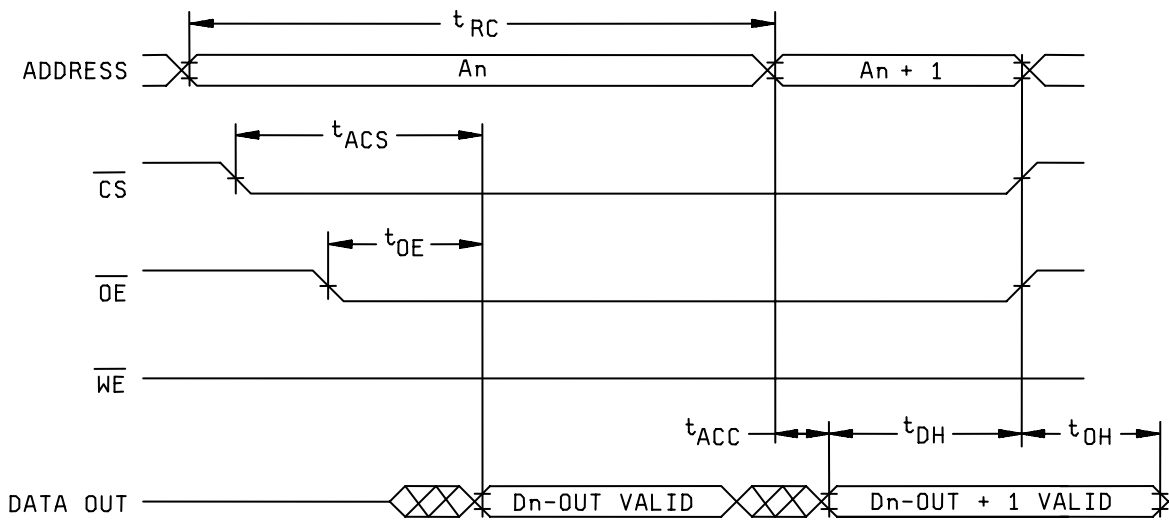 t RC
ADDRESS An An + 1
t ACS
CS
t OE
OE
WE
t ACC t DH t OH
DATA OUT Dn-OUT VALID Dn-OUT + 1 VALID